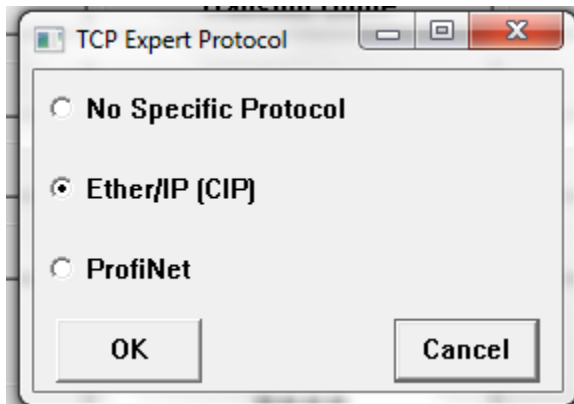 TCP Expert Protocol
No Specific Protocol
Ether/IP (CIP)
ProfiNet
OK
Cancel